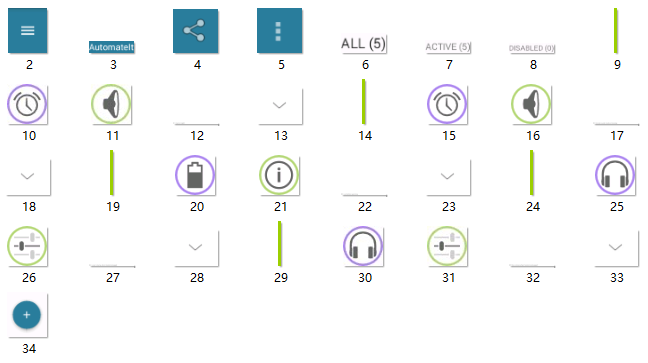 2 3 4 5 6 7 8 9
AutomateIt ALL (5) ACTIVE (5) DISABLED (0)
10 11 12 13 14 15 16 17
18 19 20 21 22 23 24 25
26 27 28 29 30 31 32 33
34